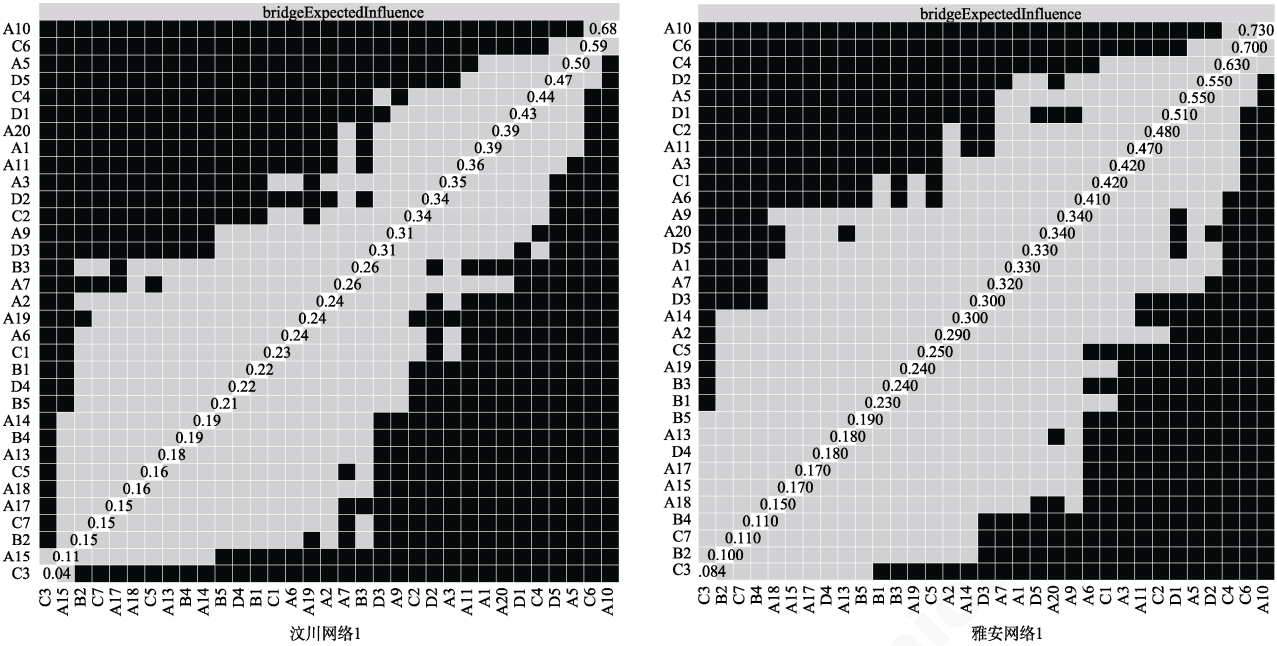 bridgeExpectedInfluence
A10 0.68
C6 0.59
A5 0.50
D5 0.47
C4 0.44
D1 0.43
A20 0.39
A1 0.39
A11 0.36
A3 0.35
D2 0.34
C2 0.34
A9 0.31
D3 0.31
B3 0.26
A7 0.26
A2 0.24
A19 0.24
A6 0.24
C1 0.23
B1 0.22
D4 0.22
B5 0.21
A14 0.19
B4 0.19
A13 0.18
C5 0.16
A18 0.16
A17 0.15
C7 0.15
B2 0.15
A15 0.11
C3 0.04
C3 A15 B2 C7 A17 A18 C5 A13 B4 A14 B5 D4 B1 C1 A6 A19 A2 A7 B3 D3 A9 C2 D2 A3 A11 A1 A20 D1 C4 D5 A5 C6 A10
汶川网络1
bridgeExpectedInfluence
A10 0.730
C6 0.700
C4 0.630
D2 0.550
A5 0.550
D1 0.510
C2 0.480
A11 0.470
A3 0.420
C1 0.420
A6 0.410
A9 0.340
A20 0.340
D5 0.330
A1 0.330
A7 0.320
D3 0.300
A14 0.300
A2 0.290
C5 0.250
A19 0.240
B3 0.240
B1 0.230
B5 0.190
A13 0.180
D4 0.180
A17 0.170
A15 0.170
A18 0.150
B4 0.110
C7 0.110
B2 0.100
C3 .084
C3 B2 C7 B4 A18 A15 A17 D4 A13 B5 B1 B3 A19 C5 A2 A14 D3 A7 A1 D5 A20 A9 A6 C1 A3 A11 C2 D1 A5 D2 C4 C6 A10
雅安网络1